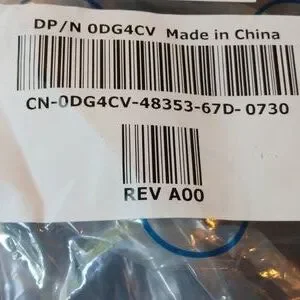 DP/N 0DG4CV Made in China
CN-0DG4CV-48353-67D- 0730
REV A00